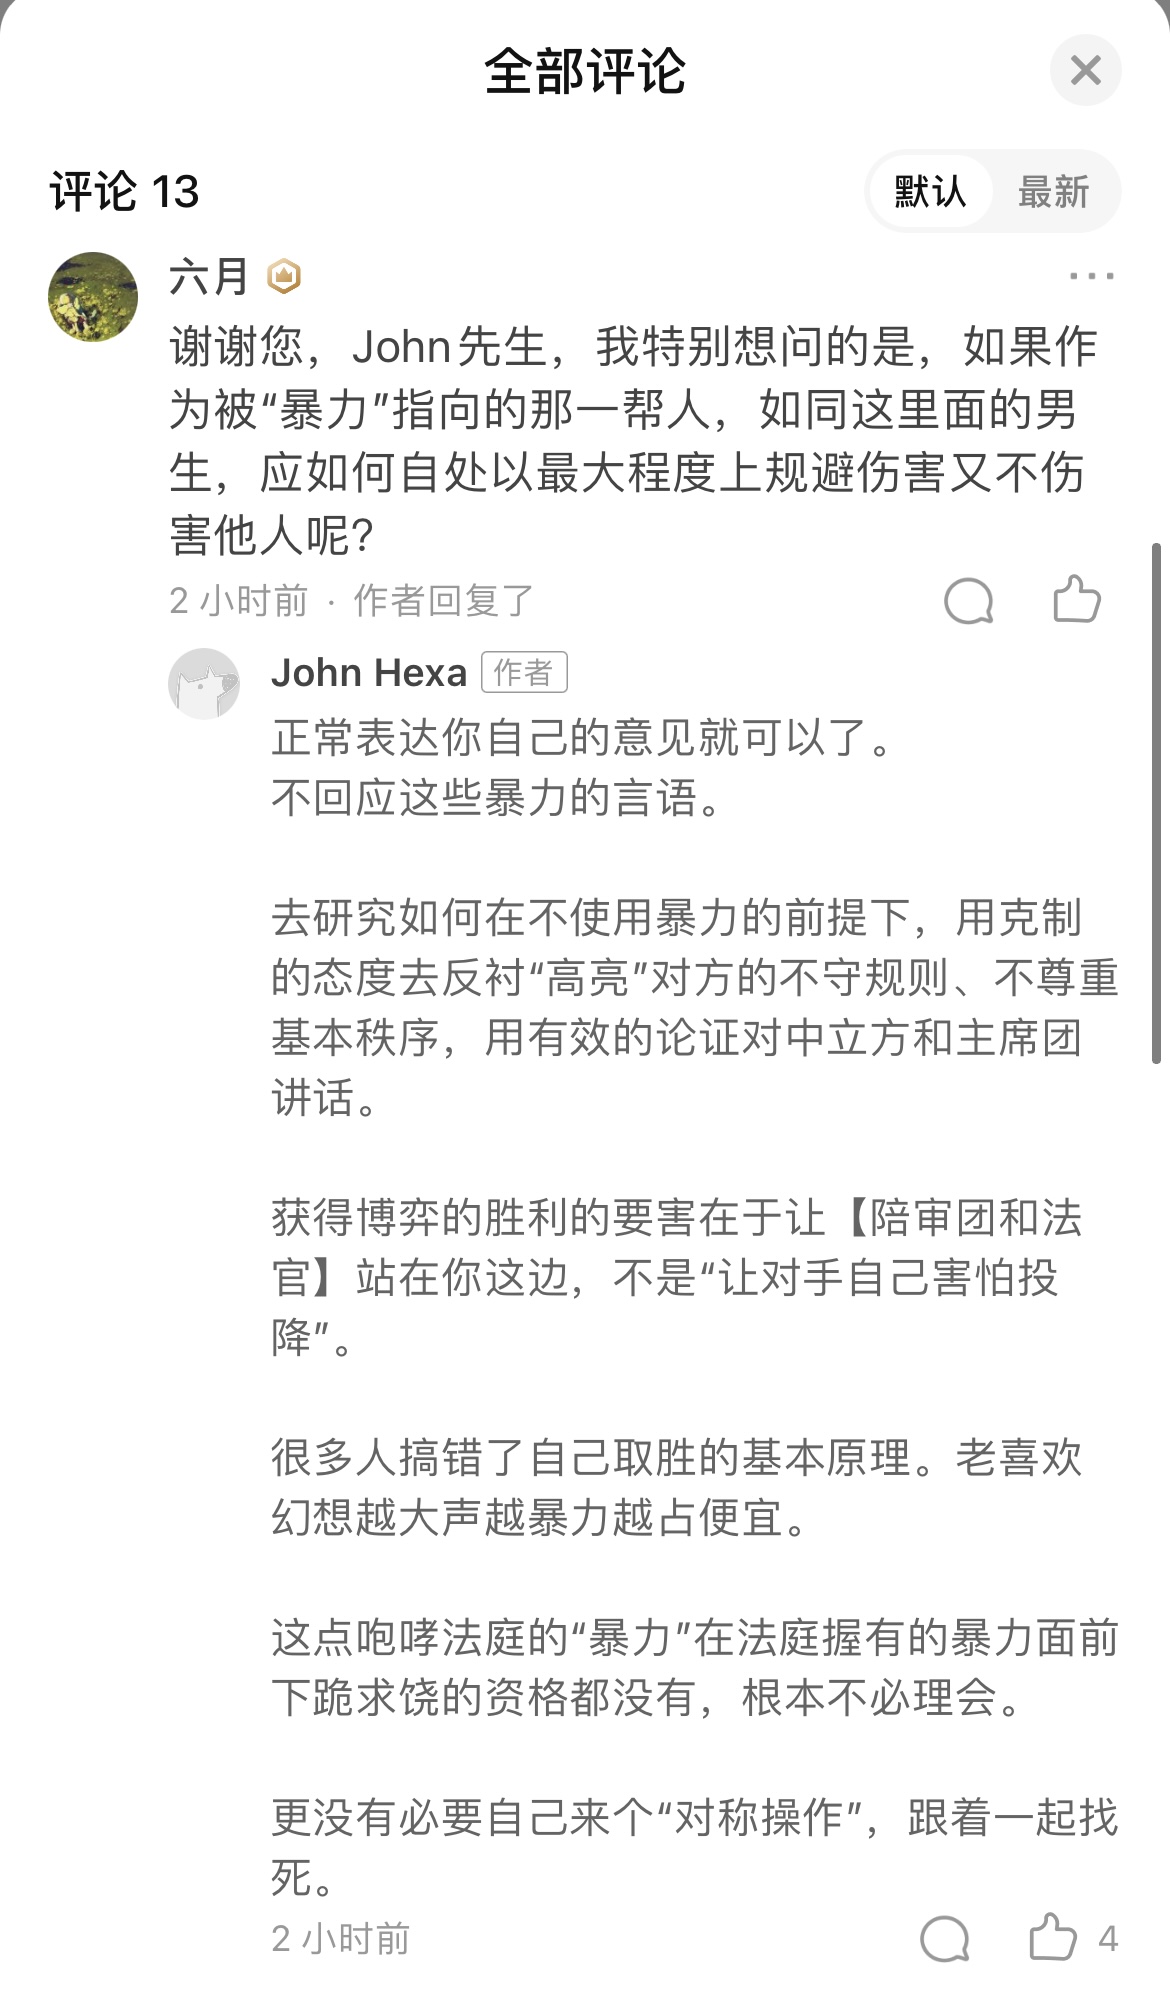 全部评论
评论 13
默认 最新
六月
谢谢您，John先生，我特别想问的是，如果作
为被“暴力”指向的那一帮人，如同这里面的男
生，应如何自处以最大程度上规避伤害又不伤
害他人呢?
2 小时前 · 作者回复了
John Hexa 作者
正常表达你自己的意见就可以了。
不回应这些暴力的言语。
去研究如何在不使用暴力的前提下，用克制
的态度去反衬“高亮”对方的不守规则、不尊重
基本秩序，用有效的论证对中立方和主席团
讲话。
获得博弈的胜利的要害在于让【陪审团和法
官】站在你这边，不是“让对手自己害怕投
降”。
很多人搞错了自己取胜的基本原理。老喜欢
幻想越大声越暴力越占便宜。
这点咆哮法庭的“暴力”在法庭握有的暴力面前
下跪求饶的资格都没有，根本不必理会。
更没有必要自己来个“对称操作”，跟着一起找
死。
2 小时前
4